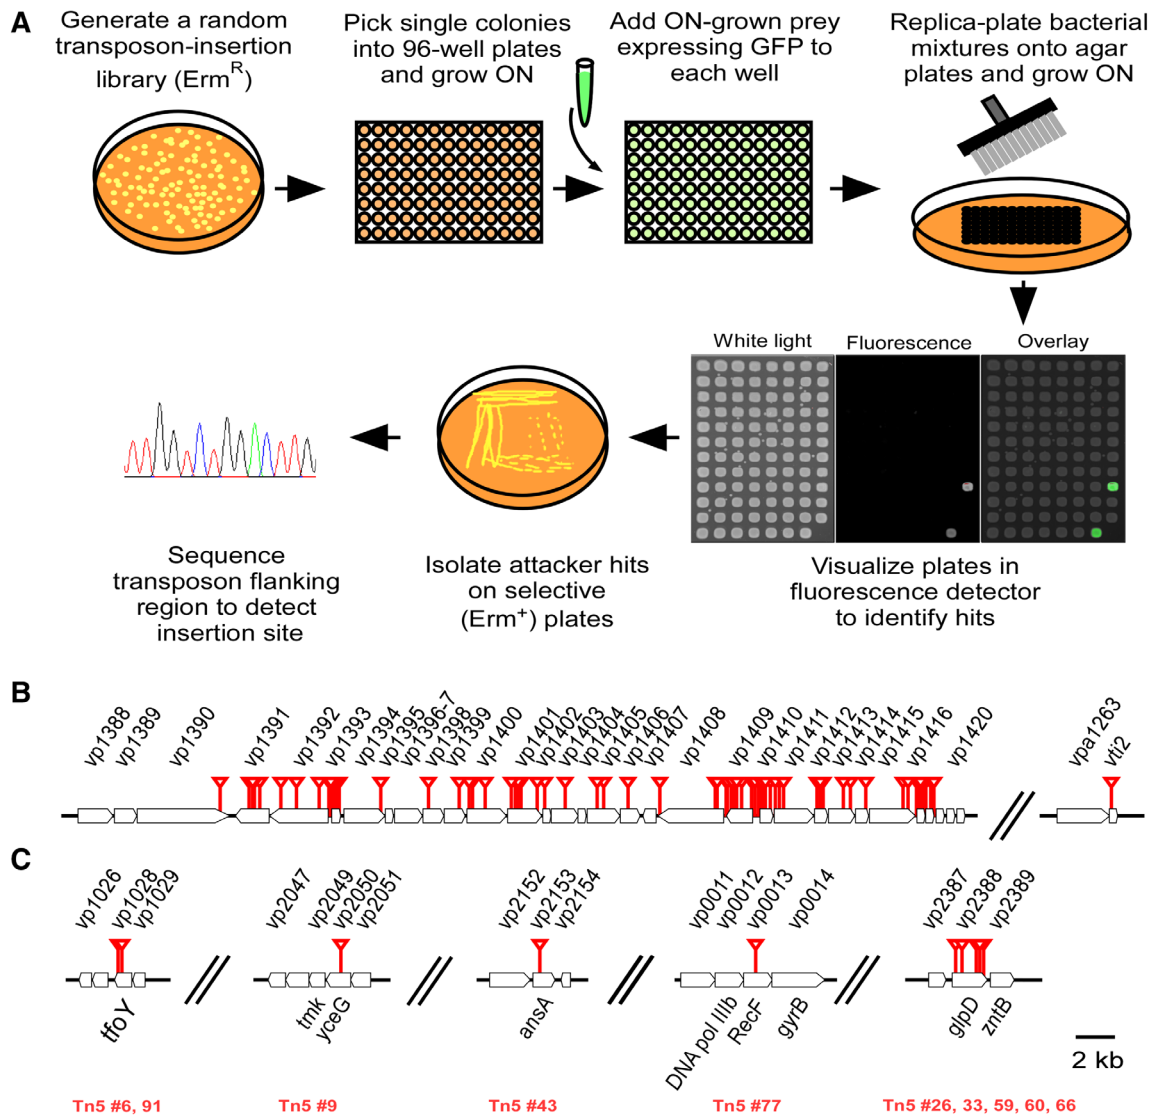 A
Generate a random
transposon-insertion
library (Erm^R)
Pick single colonies
into 96-well plates
and grow ON
Add ON-grown prey
expressing GFP to
each well
Replica-plate bacterial
mixtures onto agar
plates and grow ON
White light
Fluorescence
Overlay
Sequence
transposon flanking
region to detect
insertion site
Isolate attacker hits
on selective
(Erm^+) plates
Visualize plates in
fluorescence detector
to identify hits
B
vp1388
vp1389
vp1390
vp1391
vp1392
vp1393
vp1394
vp1395
vp1396-7
vp1398
vp1399
vp1400
vp1401
vp1402
vp1403
vp1404
vp1405
vp1406
vp1407
vp1408
vp1409
vp1410
vp1411
vp1412
vp1413
vp1414
vp1415
vp1416
vp1420
vpa1263
vti2
C
vp1026
vp1028
vp1029
vp2047
vp2049
vp2050
vp2051
vp2152
vp2153
vp2154
vp0011
vp0012
vp0013
vp0014
vp2387
vp2388
vp2389
tfoY
tmk
yceG
ansA
DNA pol IIIb
RecF
gyrB
glpD
zntB
2 kb
Tn5 #6, 91
Tn5 #9
Tn5 #43
Tn5 #77
Tn5 #26, 33, 59, 60, 66